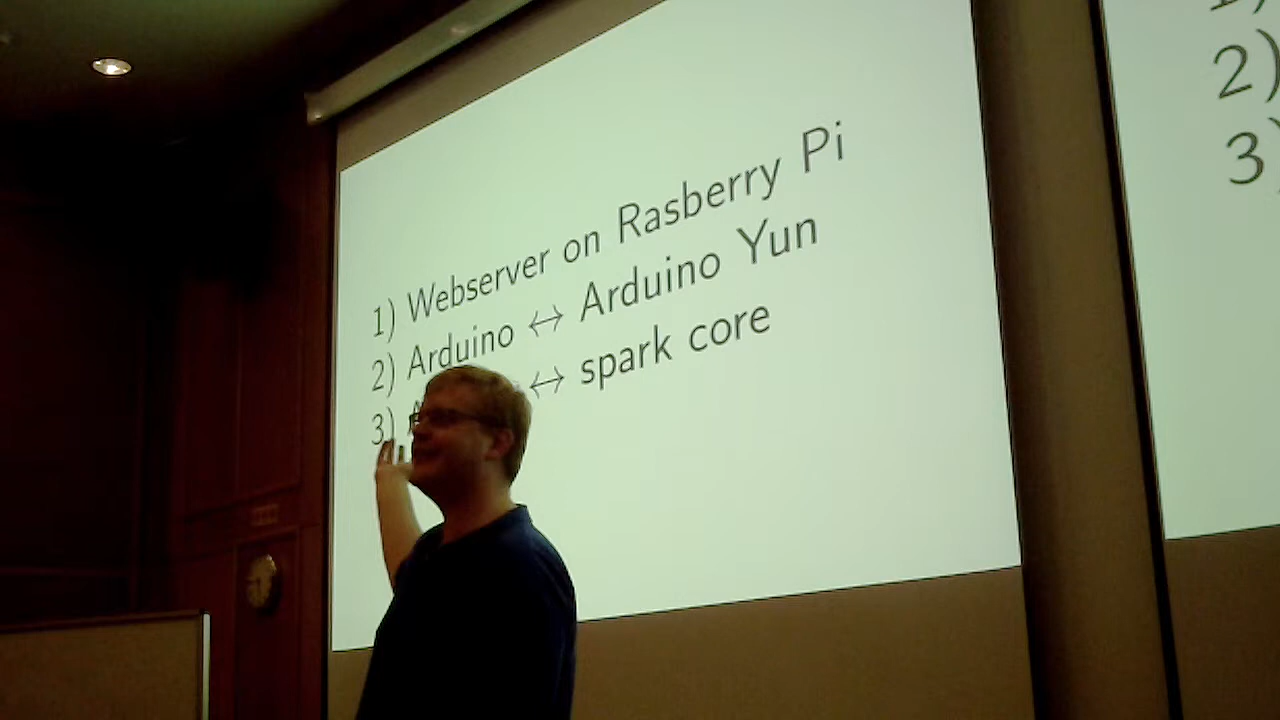 1) Webserver on Rasberry Pi
2) Arduino ↔ Arduino Yun
3) ↔ spark core
2)
3)